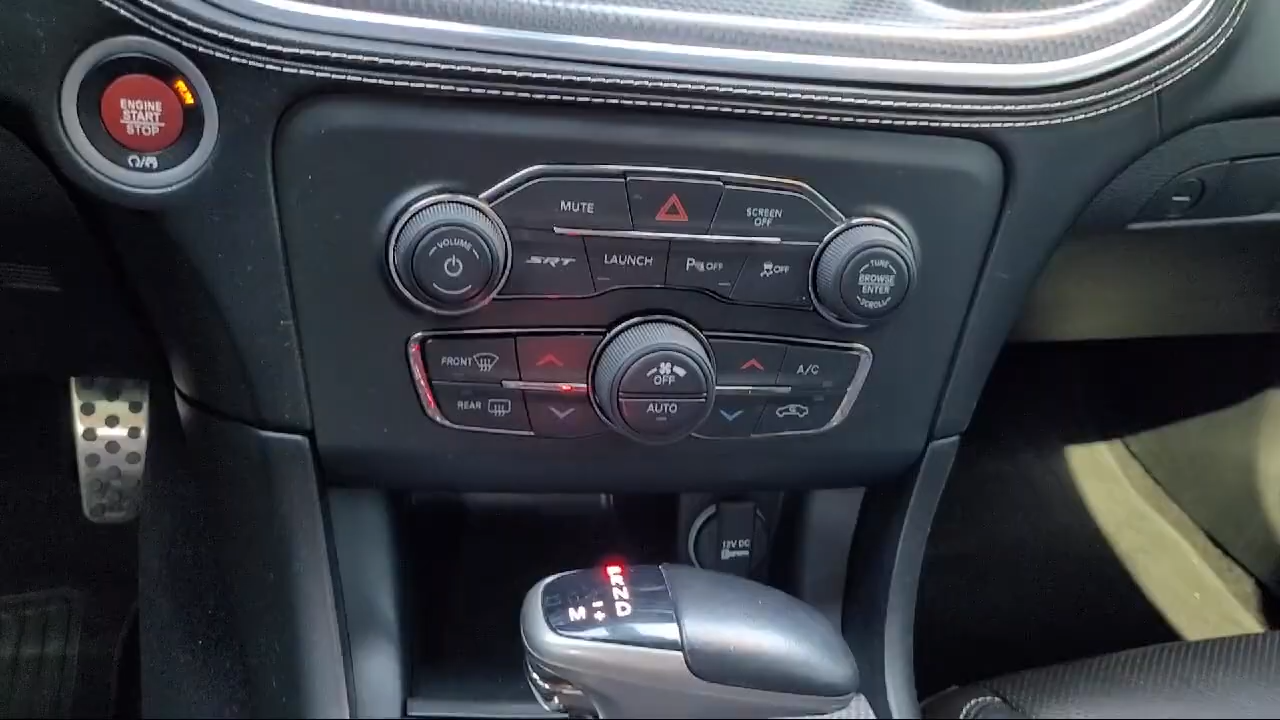 ENGINE
START
STOP
MUTE
SCREEN
OFF
VOLUME
SRT
LAUNCH
P OFF
OFF
TUNE
BROWSE
ENTER
SCROLL
FRONT
OFF
A/C
REAR
AUTO
12V DC
R
N
M - + D